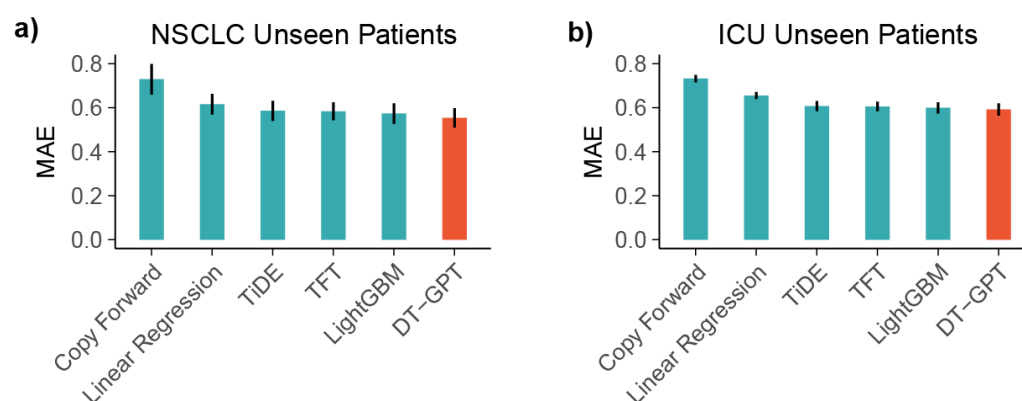 a)
NSCLC Unseen Patients
MAE
0.8
0.6
0.4
0.2
0.0
Copy Forward
Linear Regression
TiDE
TFT
LightGBM
DT-GPT
b)
ICU Unseen Patients
MAE
0.8
0.6
0.4
0.2
0.0
Copy Forward
Linear Regression
TiDE
TFT
LightGBM
DT-GPT